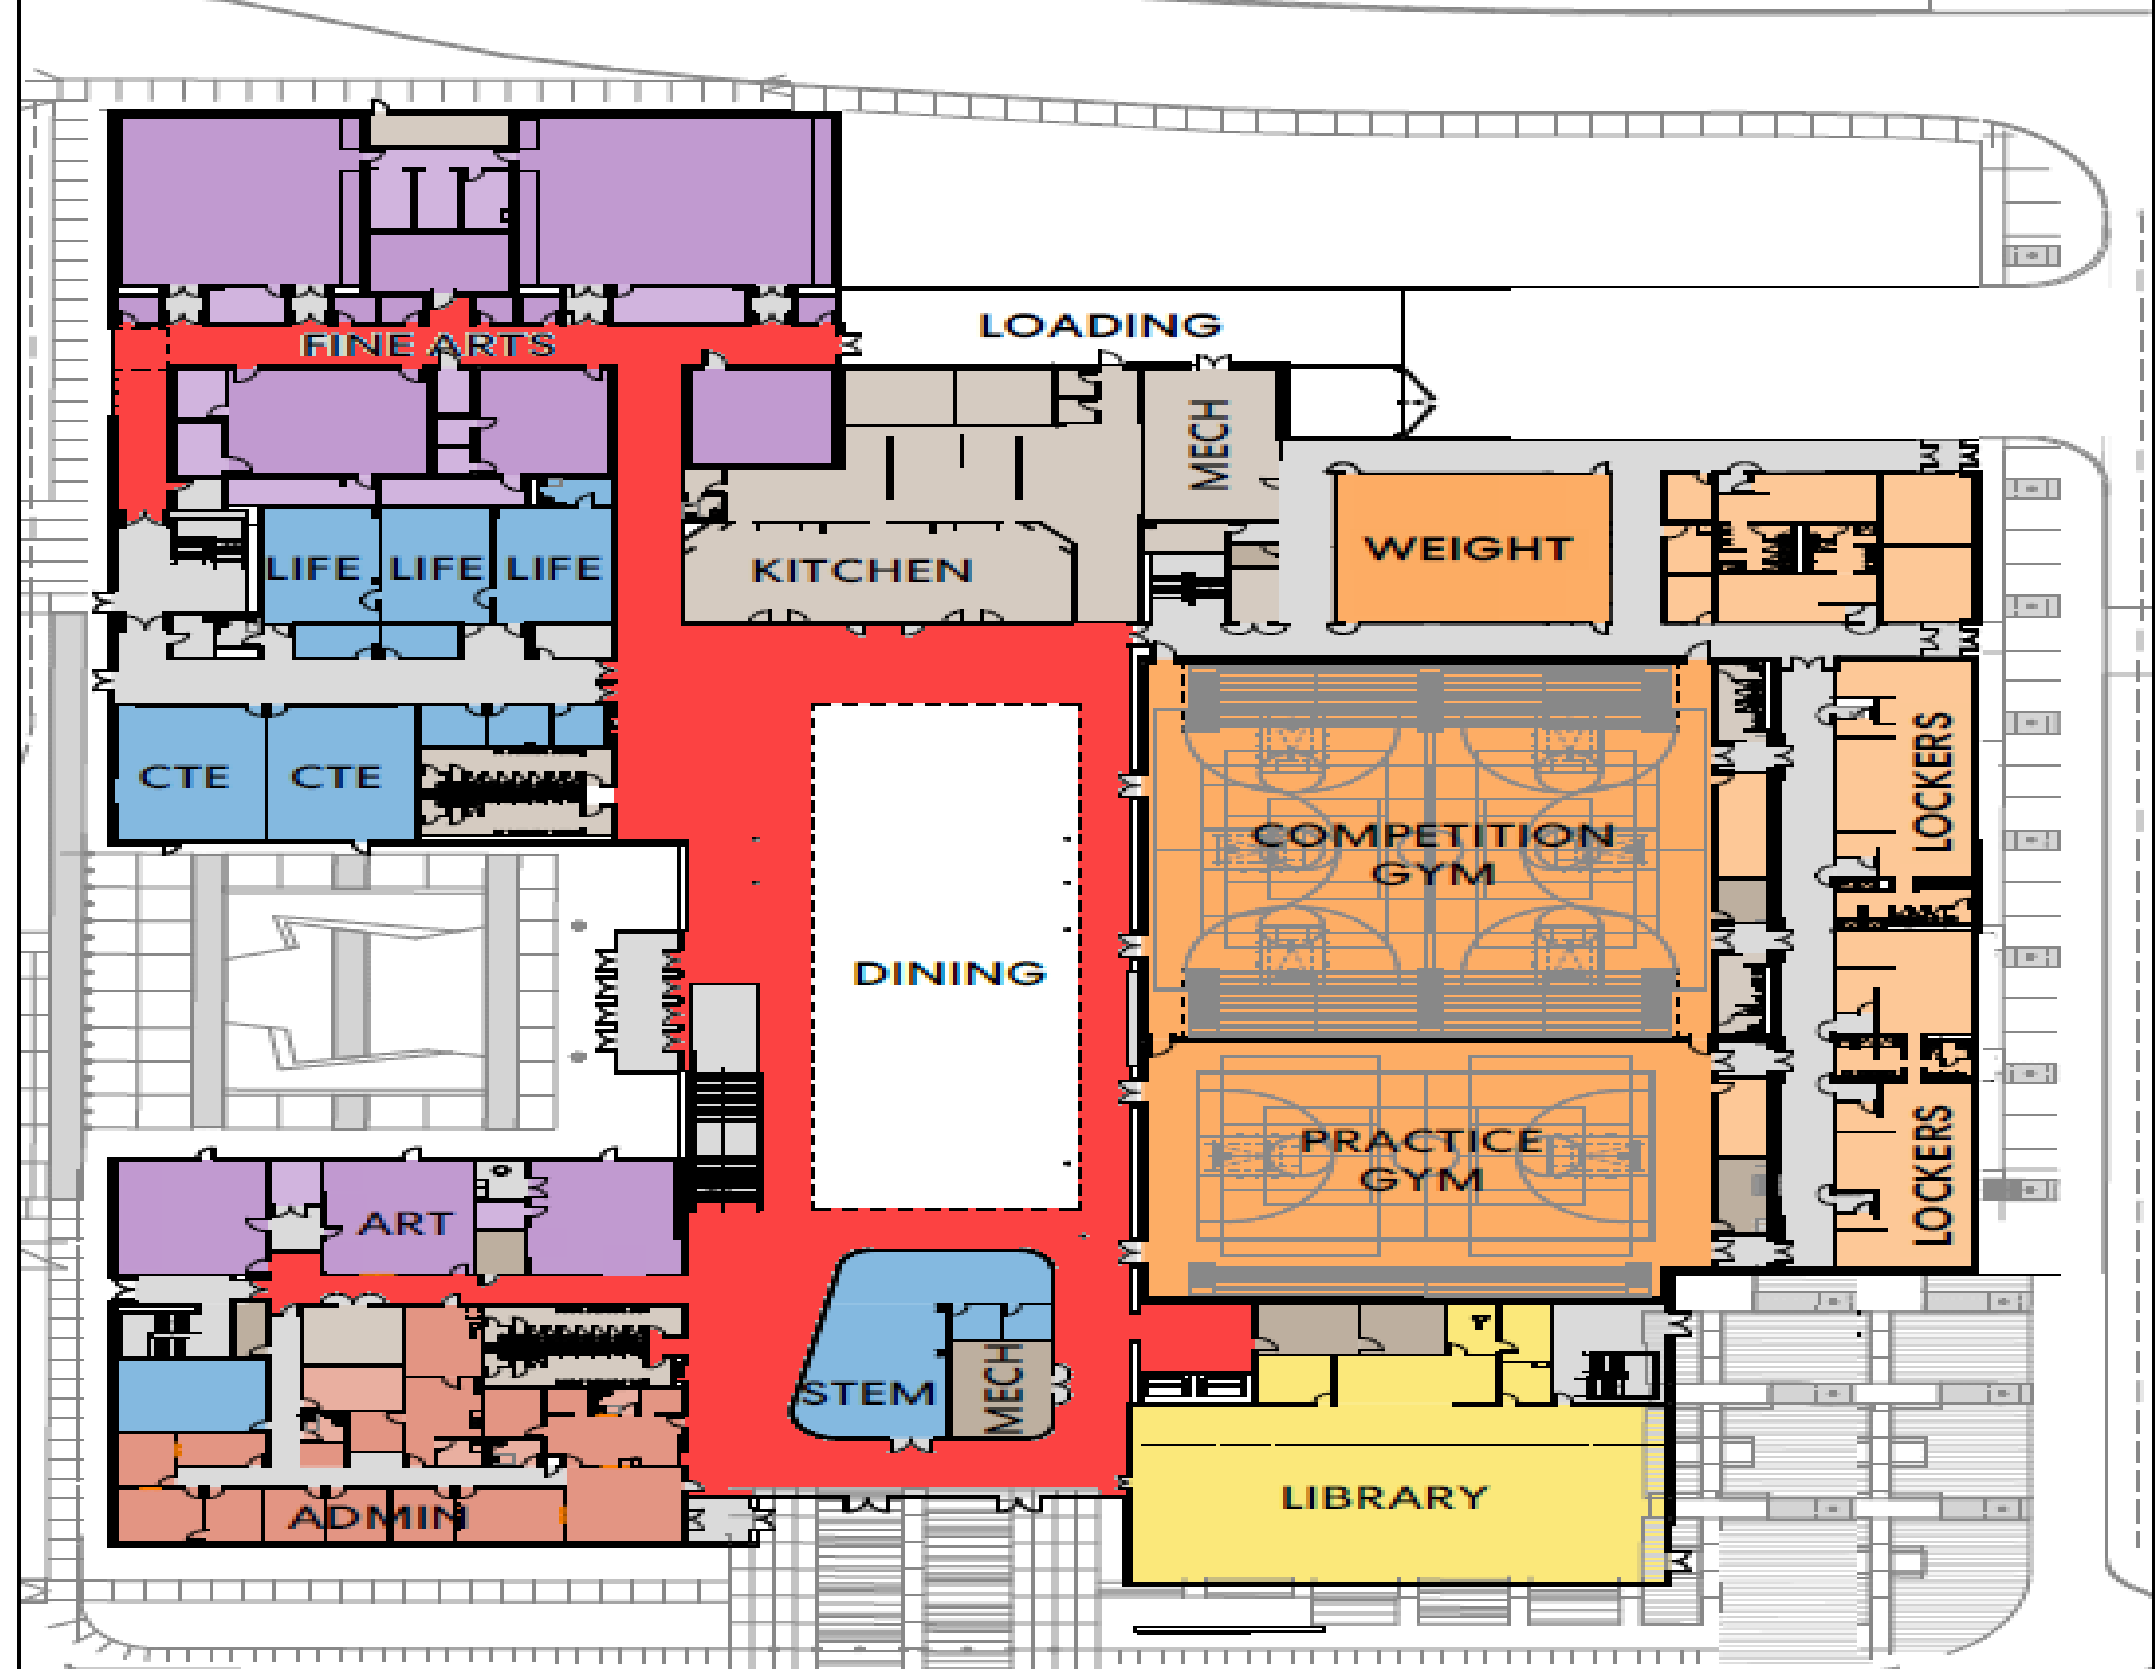 LOADING
FINE ARTS
MECH
WEIGHT
LIFE
LIFE
LIFE
KITCHEN
CTE
CTE
LOCKERS
COMPETITION
GYM
DINING
PRACTICE
GYM
LOCKERS
ART
STEM
MECH
LIBRARY
ADMIN